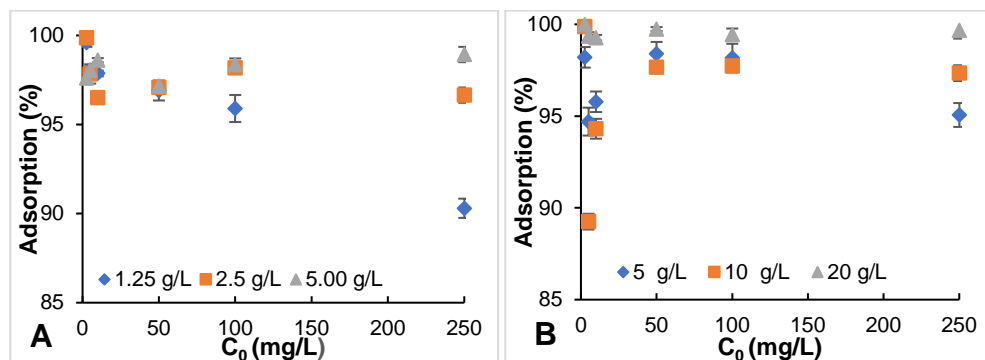 100
95
90
85
Adsorption (%)
1.25 g/L 2.5 g/L 5.00 g/L
0 50 100 150 200 250
C0 (mg/L)
A
100
95
90
85
Adsorption (%)
5 g/L 10 g/L 20 g/L
0 50 100 150 200 250
C0 (mg/L)
B